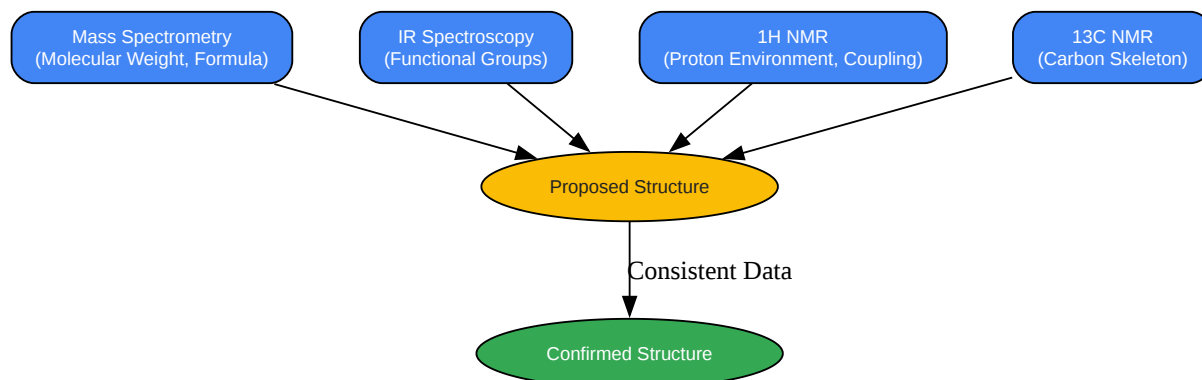 Mass Spectrometry
(Molecular Weight, Formula)
IR Spectroscopy
(Functional Groups)
1H NMR
(Proton Environment, Coupling)
13C NMR
(Carbon Skeleton)
Proposed Structure
Consistent Data
Confirmed Structure